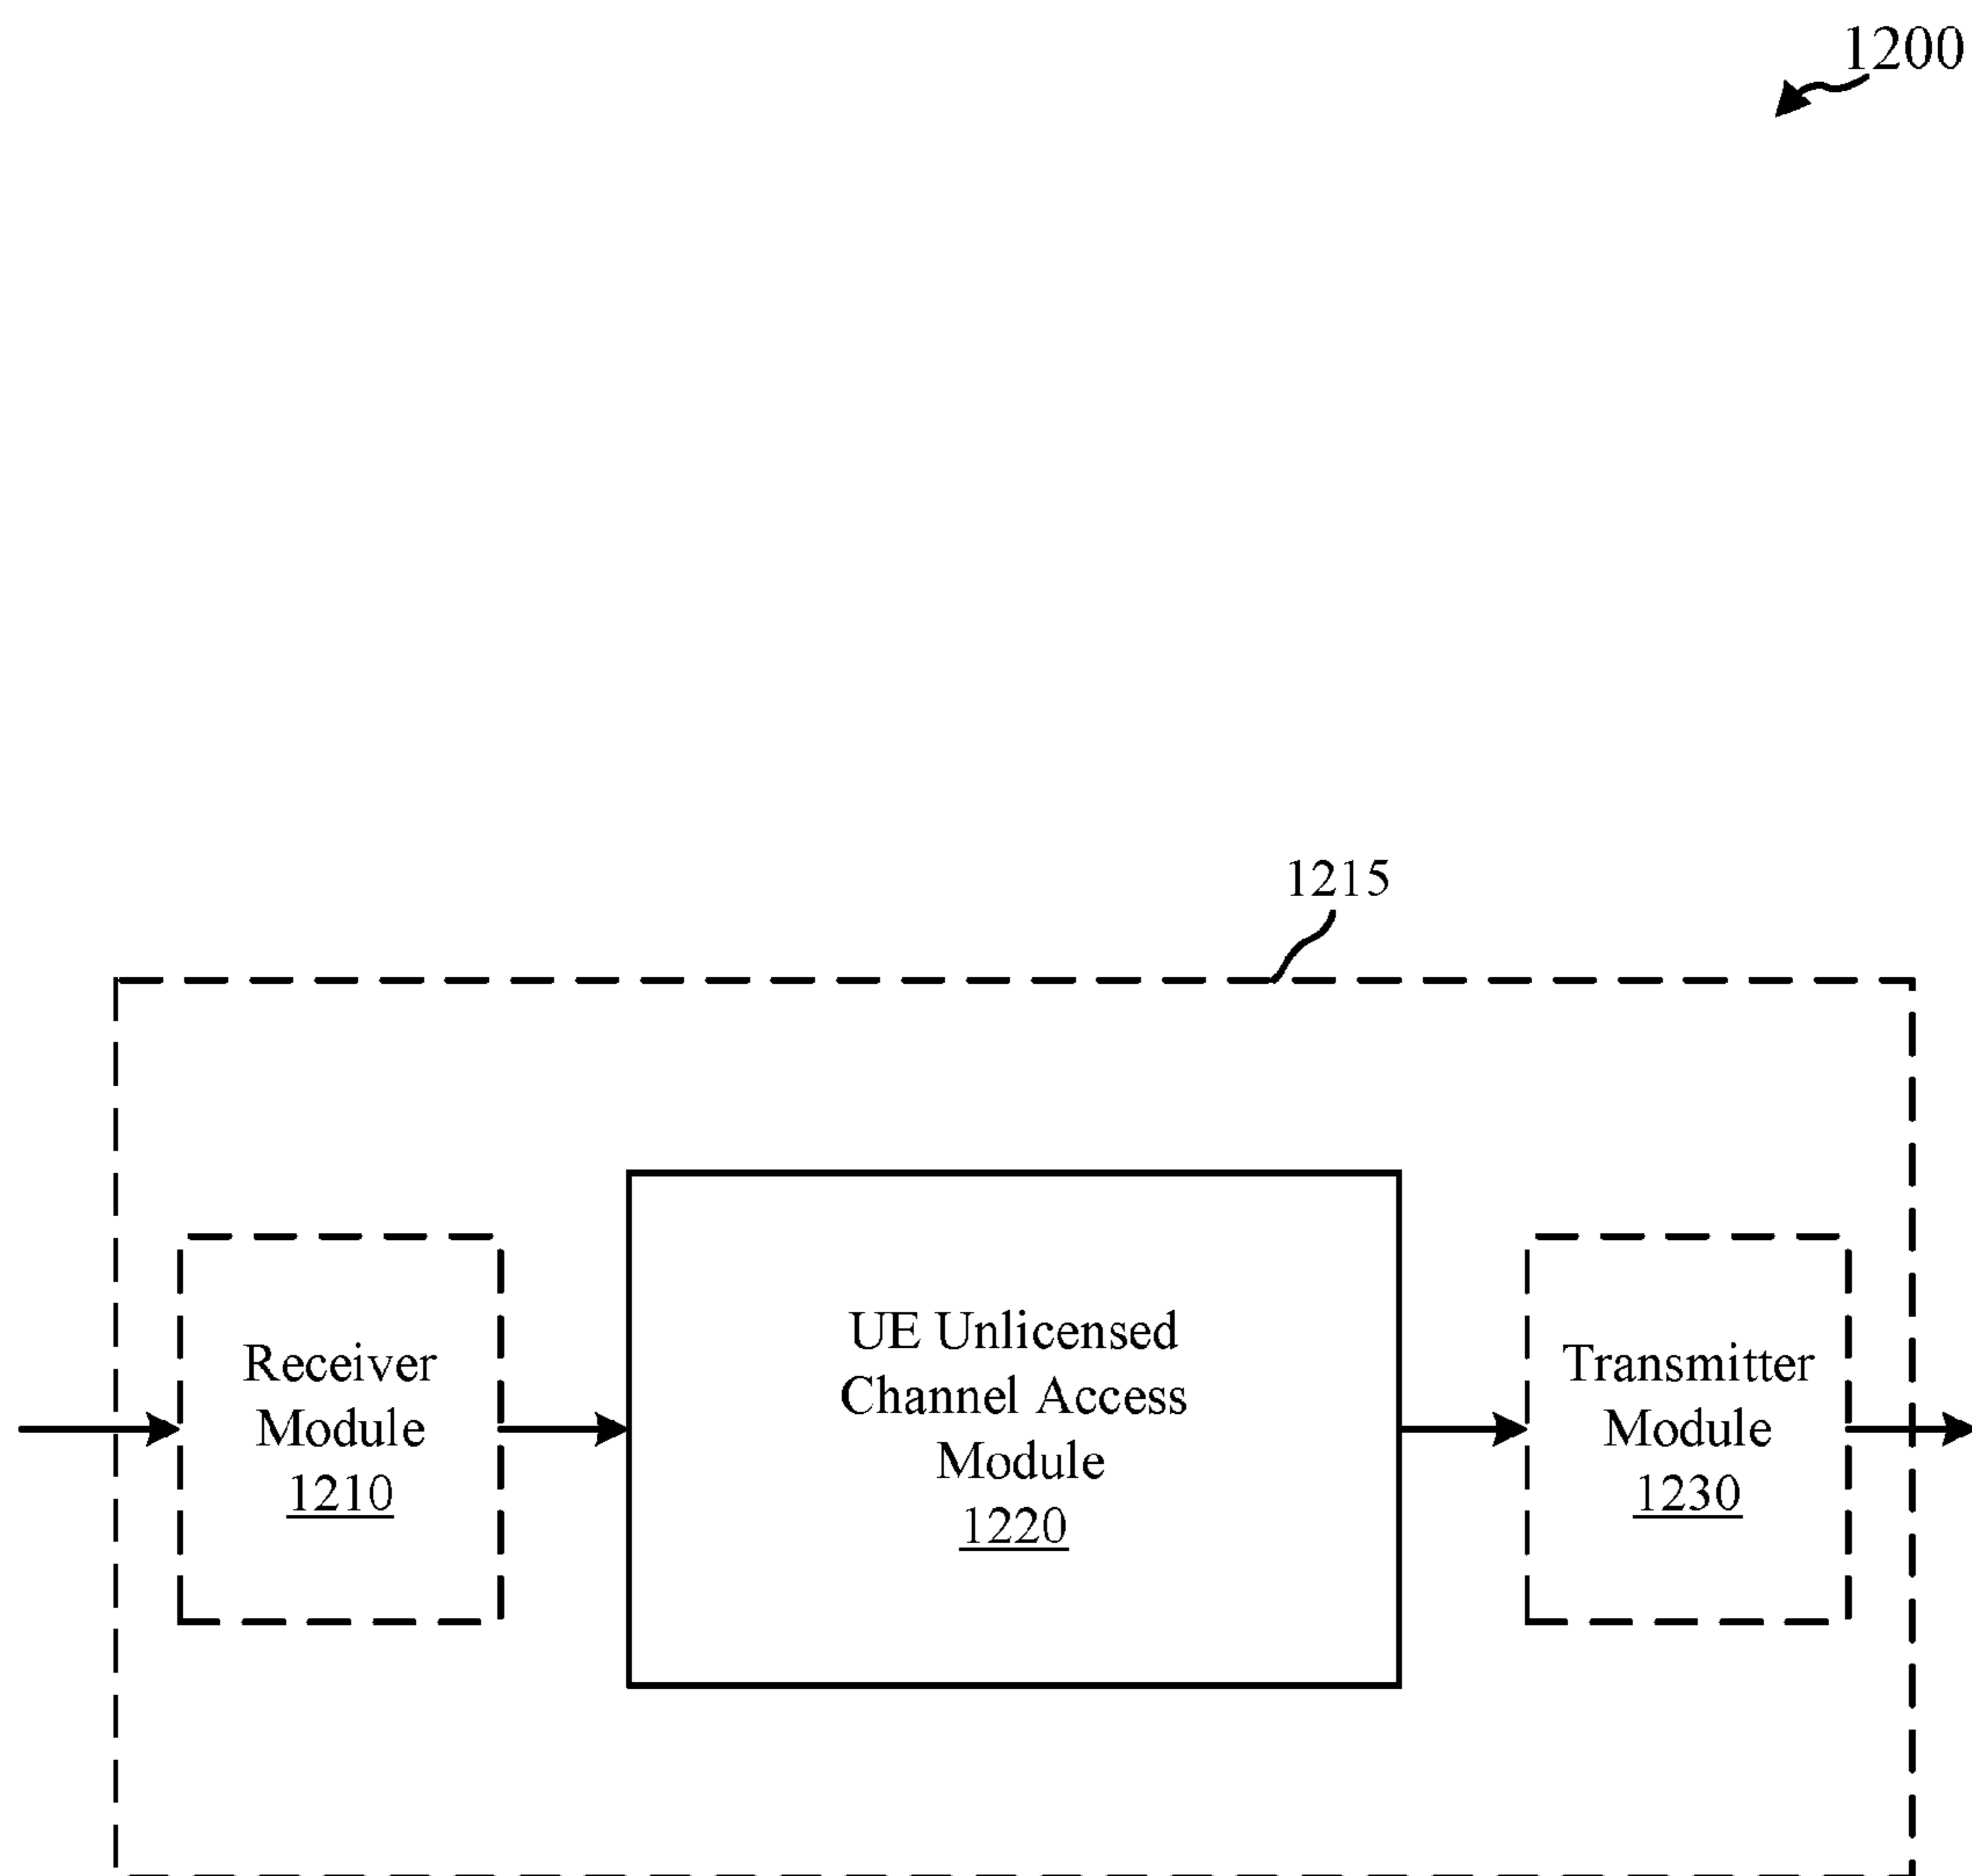 1200
1215
Receiver
Module
1210
UE Unlicensed
Channel Access
Module
1220
Transmitter
Module
1230